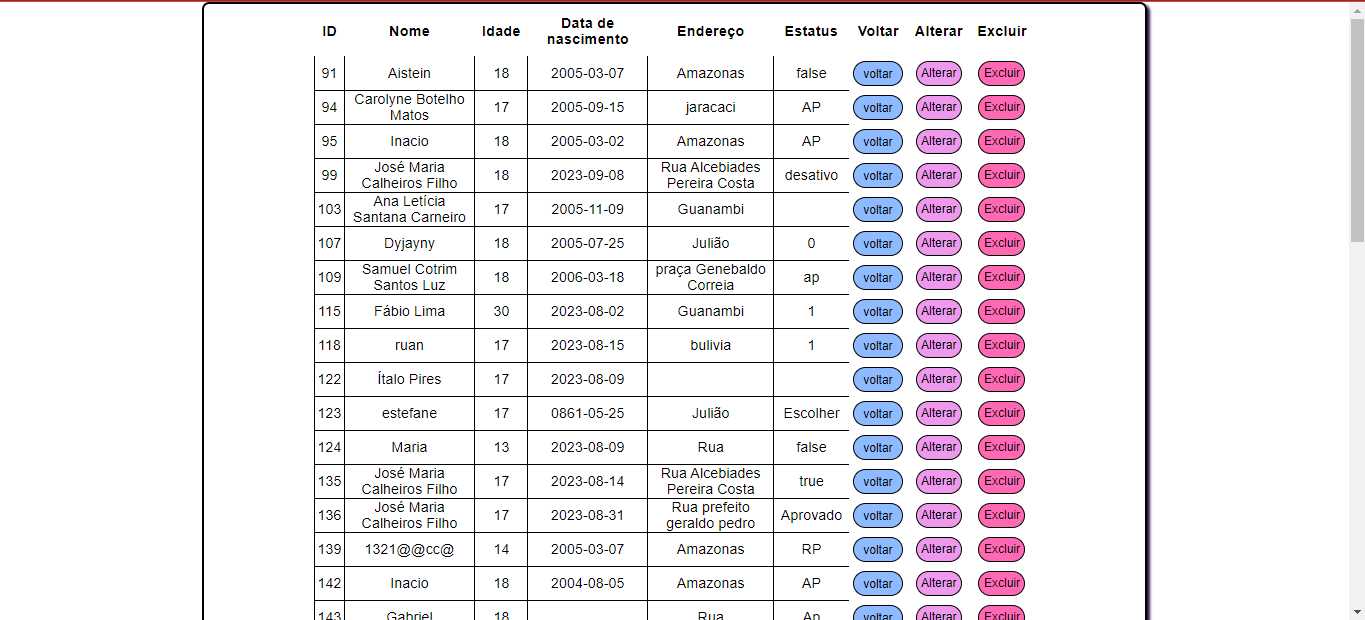 ID Nome Idade Data de nascimento Endereço Estatus Voltar Alterar Excluir
91 Aistein 18 2005-03-07 Amazonas false voltar Alterar Excluir
94 Carolyne Botelho Matos 17 2005-09-15 jaracaci AP voltar Alterar Excluir
95 Inacio 18 2005-03-02 Amazonas AP voltar Alterar Excluir
99 José Maria Calheiros Filho 18 2023-09-08 Rua Alcebiades Pereira Costa desativo voltar Alterar Excluir
103 Ana Letícia Santana Carneiro 17 2005-11-09 Guanambi voltar Alterar Excluir
107 Dyjayny 18 2005-07-25 Julião 0 voltar Alterar Excluir
109 Samuel Cotrim Santos Luz 18 2006-03-18 praça Genebaldo Correia ap voltar Alterar Excluir
115 Fábio Lima 30 2023-08-02 Guanambi 1 voltar Alterar Excluir
118 ruan 17 2023-08-15 bulivia 1 voltar Alterar Excluir
122 Ítalo Pires 17 2023-08-09 voltar Alterar Excluir
123 estefane 17 0861-05-25 Julião Escolher voltar Alterar Excluir
124 Maria 13 2023-08-09 Rua false voltar Alterar Excluir
135 José Maria Calheiros Filho 17 2023-08-14 Rua Alcebiades Pereira Costa true voltar Alterar Excluir
136 José Maria Calheiros Filho 17 2023-08-31 Rua prefeito geraldo pedro Aprovado voltar Alterar Excluir
139 1321@@cc@ 14 2005-03-07 Amazonas RP voltar Alterar Excluir
142 Inacio 18 2004-08-05 Amazonas AP voltar Alterar Excluir
143 Gabriel 18 Rua Ap voltar Alterar Excluir